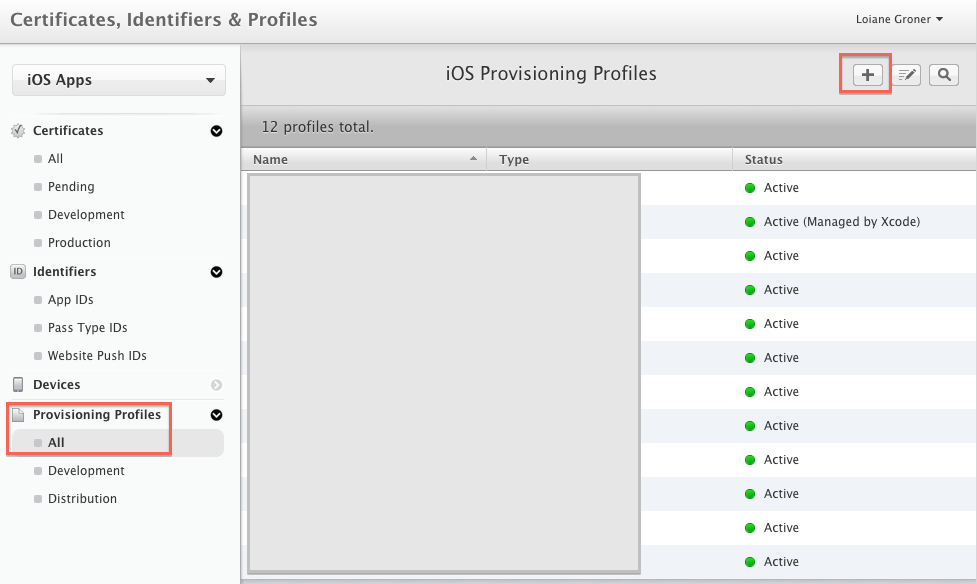 Certificates, Identifiers & Profiles
Loiane Groner
iOS Apps
Certificates
All
Pending
Development
Production
ID Identifiers
App IDs
Pass Type IDs
Website Push IDs
Devices
Provisioning Profiles
All
Development
Distribution
iOS Provisioning Profiles
12 profiles total.
Name Type Status
Active
Active (Managed by Xcode)
Active
Active
Active
Active
Active
Active
Active
Active
Active
Active